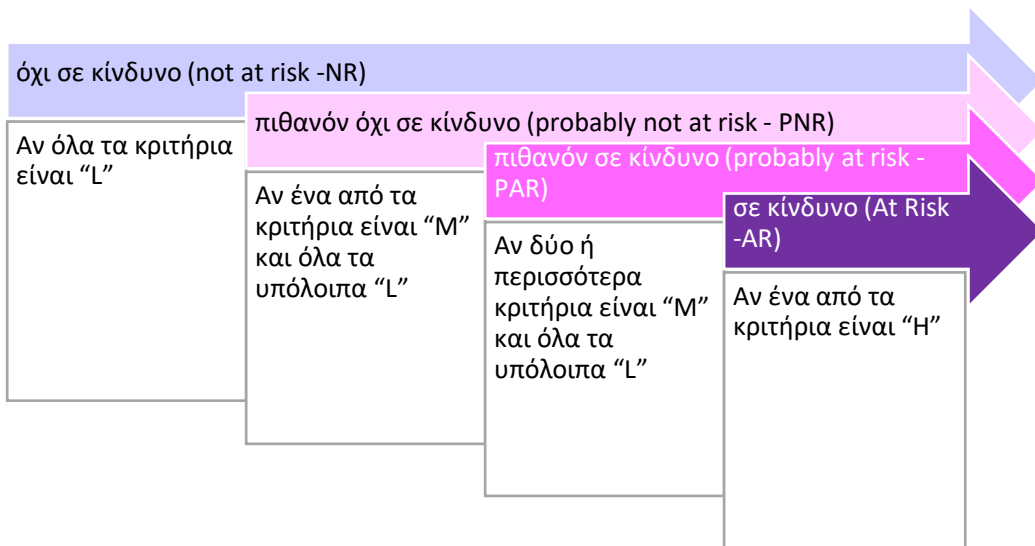 όχι σε κίνδυνο (not at risk -NR)
Αν όλα τα κριτήρια
είναι “L”
πιθανόν όχι σε κίνδυνο (probably not at risk - PNR)
Αν ένα από τα
κριτήρια είναι “M”
και όλα τα
υπόλοιπα “L”
πιθανόν σε κίνδυνο (probably at risk -
PAR)
Αν δύο ή
περισσότερα
κριτήρια είναι “M”
και όλα τα
υπόλοιπα “L”
σε κίνδυνο (At Risk
-AR)
Αν ένα από τα
κριτήρια είναι “H”